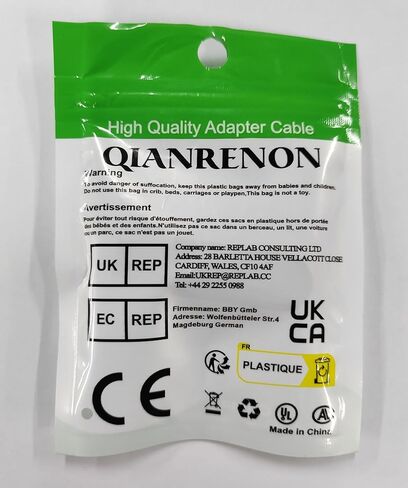 High Quality Adapter Cable
QIANRENON
Warning
To avoid danger of suffocation, keep this plastic bags away from babies and children.
Do not use this bag in crib, beds, carriages or playpen,This bag is not a toy.
Avertissement
Pour éviter tout risque d'étouffement, gardez ces sacs en plastique hors de portée
des bébés et des enfants.N'utilisez pas ce sac dans un berceau, un lit, une voiture
ou un parc, ce sac n'est pas un jouet.
UK REP
Company name: REPLAB CONSULTING LTD
Address: 28 BARLETTA HOUSE VELLACOTT CLOSE
CARDIFF, WALES, CF10 4AF
Email:UKREP@REPLAB.CC
Tel: +44 29 2255 0988
EC REP
Firmenname: BBY Gmb
Adresse: Wolfenbütteler Str.4
Magdeburg German
UK
CA
FR
PLASTIQUE
CE
UL
Made in China